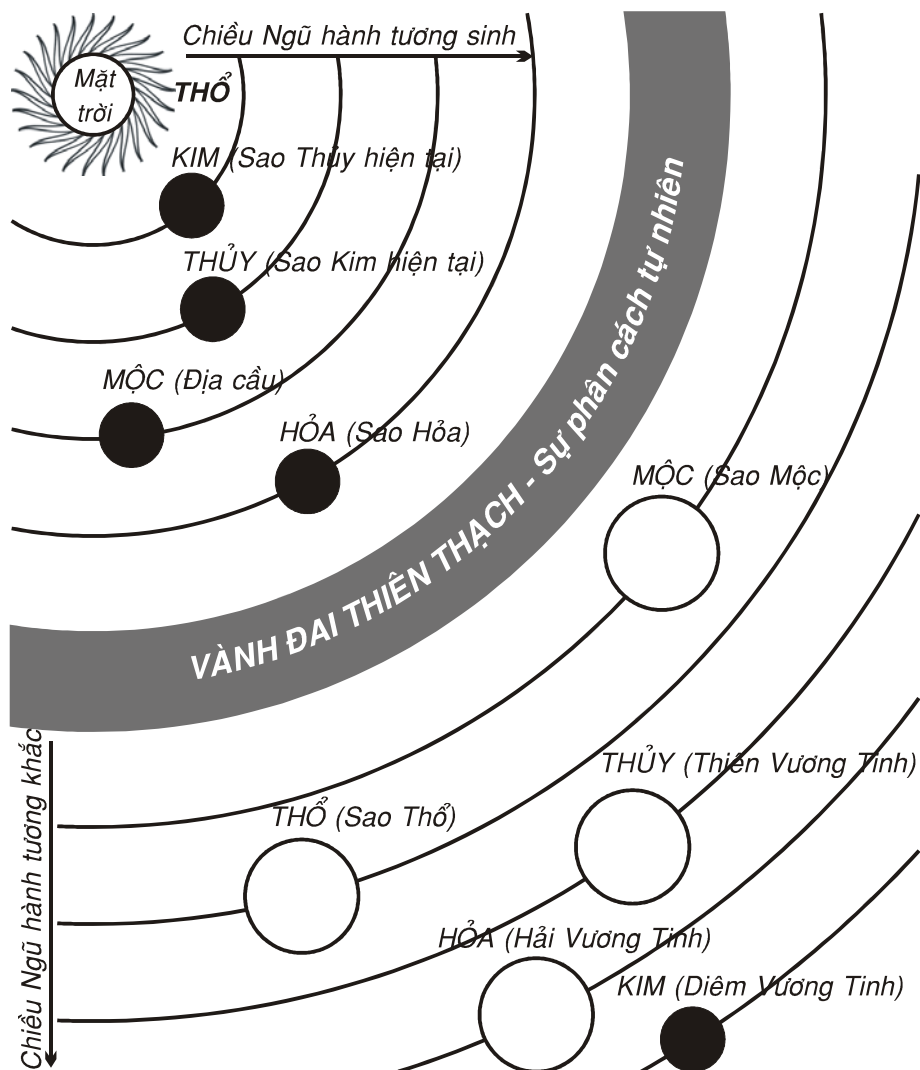 Chiều Ngũ hành tương sinh
Mặt
trời
THỔ
KIM (Sao Thủy hiện tại)
THỦY (Sao Kim hiện tại)
MỘC (Địa cầu)
HỎA (Sao Hỏa)
VÀNH ĐAI THIÊN THẠCH - Sự phân cách tự nhiên
MỘC (Sao Mộc)
THỦY (Thiên Vương Tinh)
THỔ (Sao Thổ)
HỎA (Hải Vương Tinh)
KIM (Diêm Vương Tinh)
Chiều Ngũ hành tương khắc